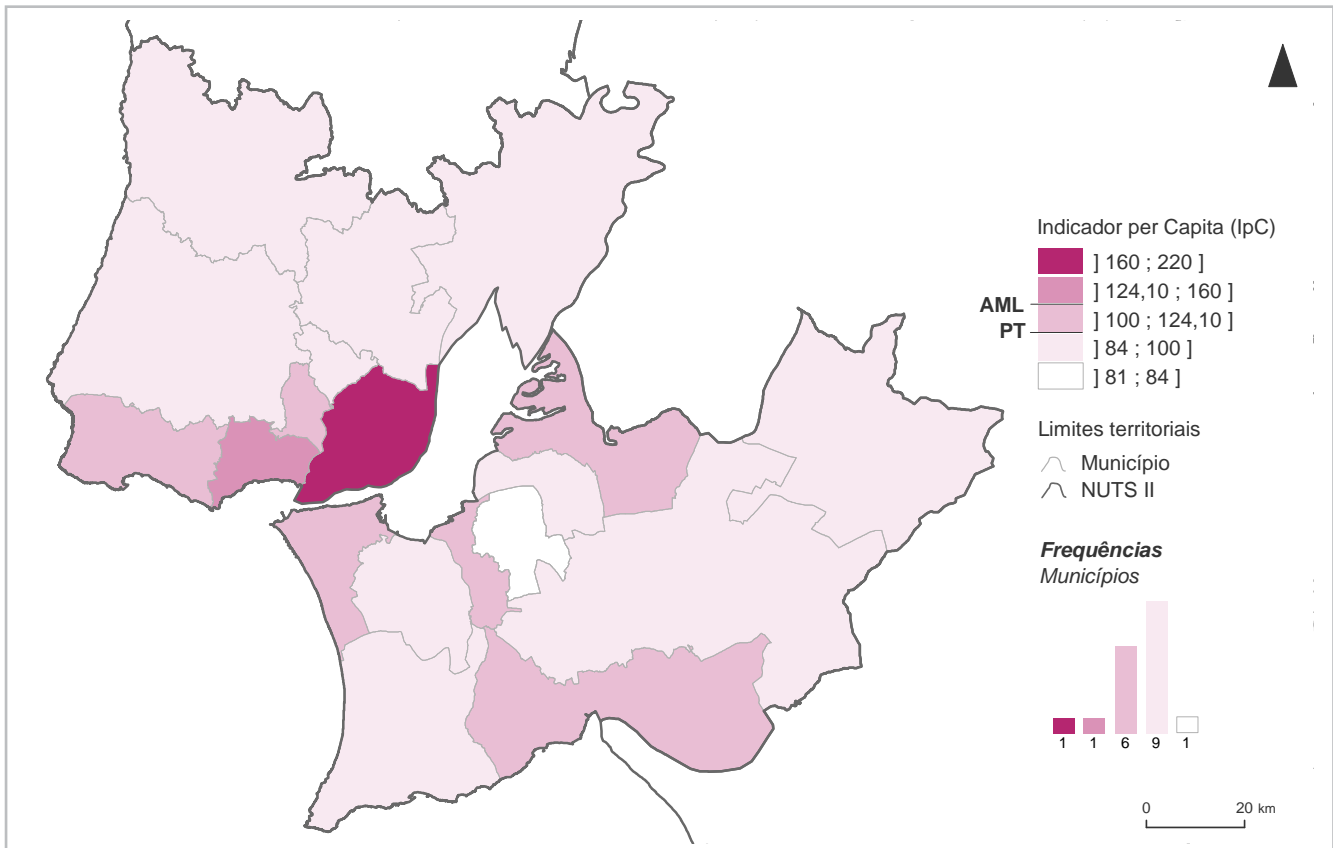 Indicador per Capita (IpC)
] 160 ; 220 ]
] 124,10 ; 160 ]
AML
] 100 ; 124,10 ]
PT
] 84 ; 100 ]
] 81 ; 84 ]
Limites territoriais
Município
NUTS II
Frequências
Municípios
1 1 6 9 1
0 20 km